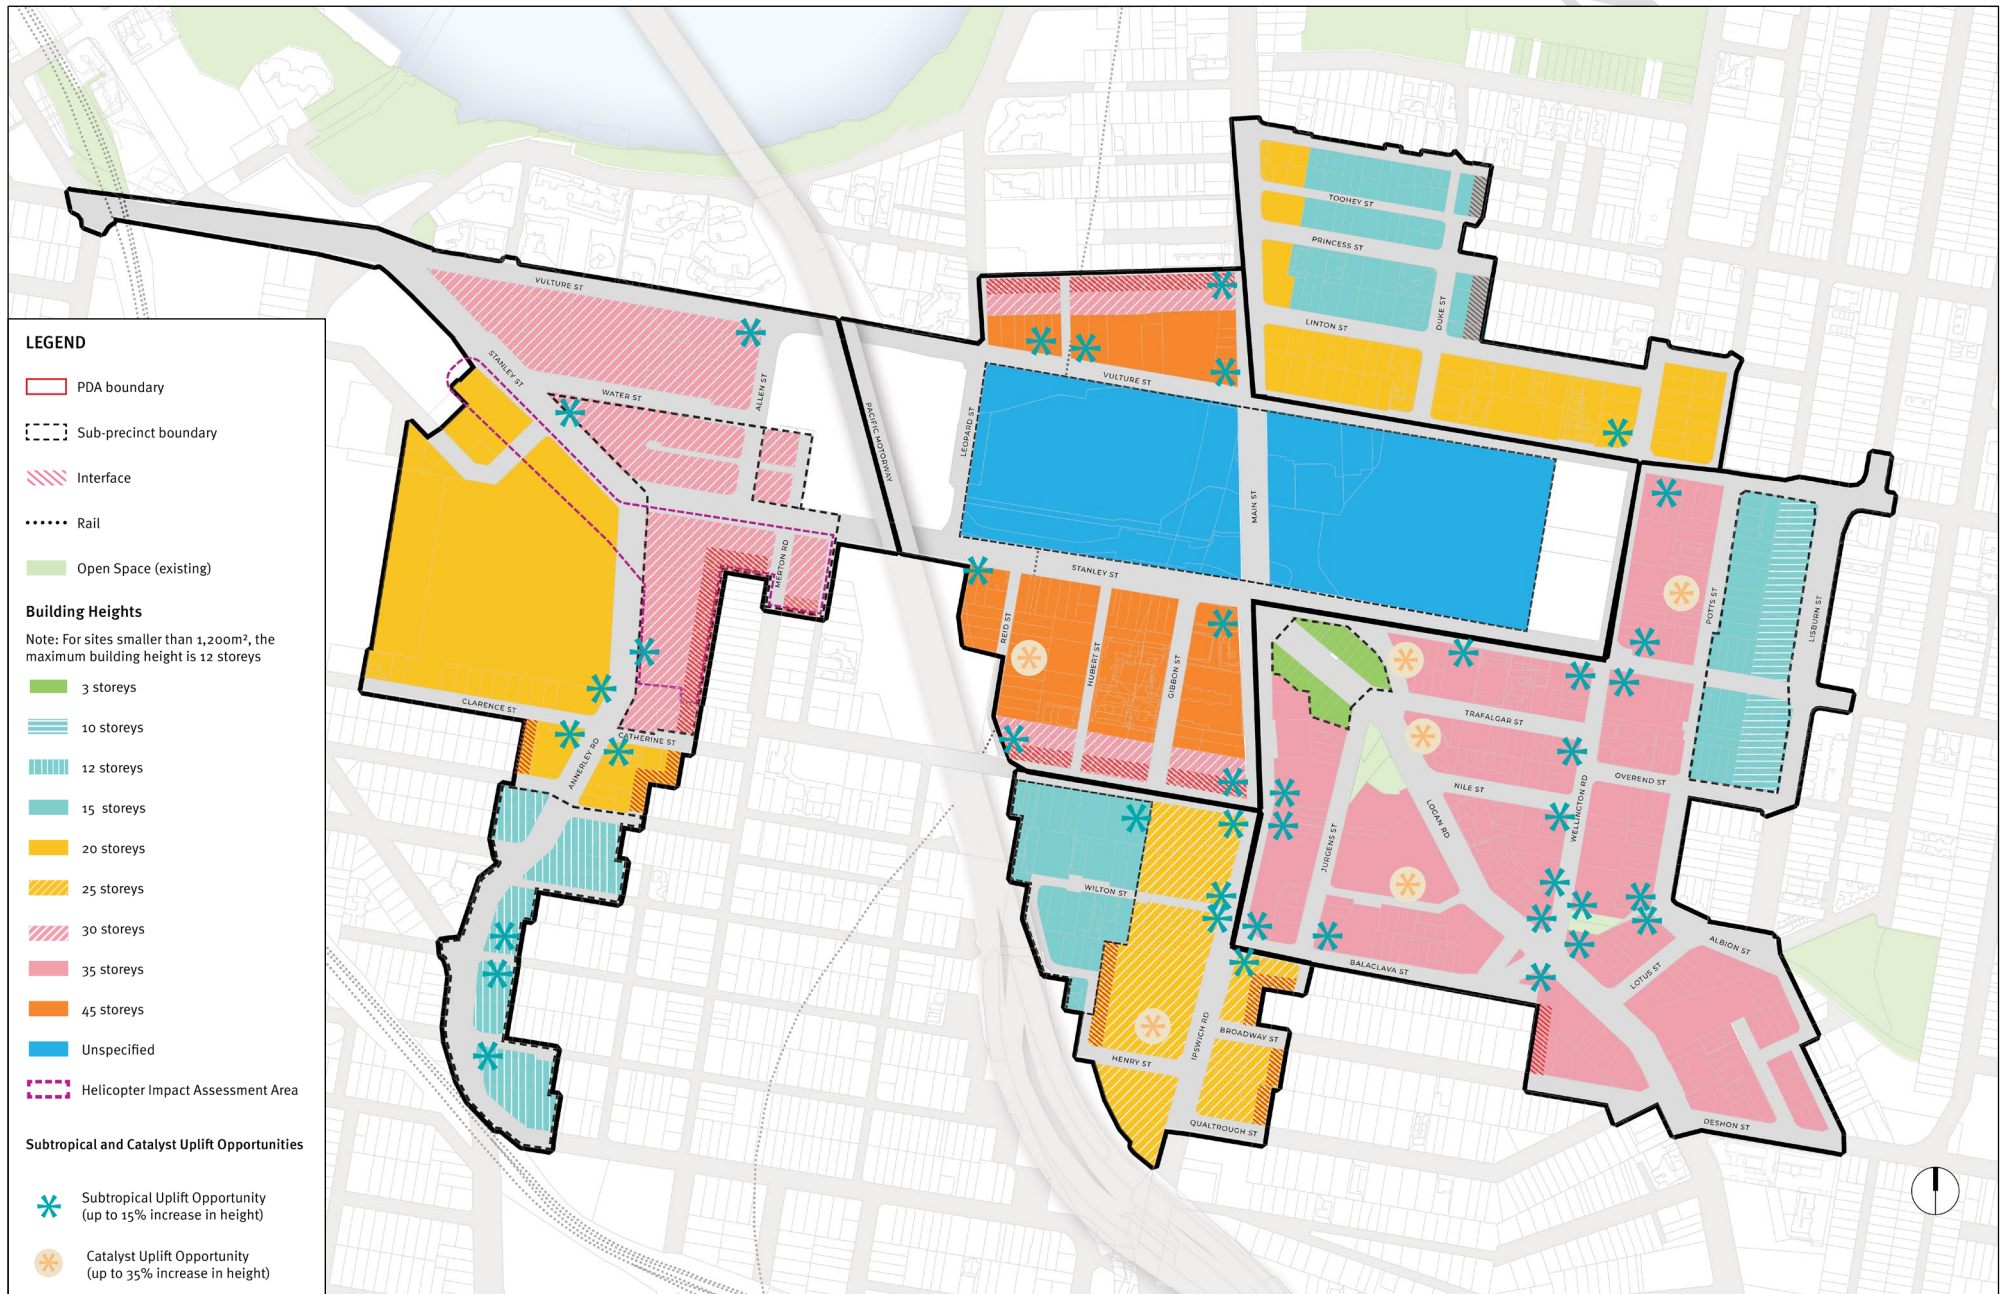 LEGEND
PDA boundary
Sub-precinct boundary
Interface
Rail
Open Space (existing)
Building Heights
Note: For sites smaller than 1,200m², the
maximum building height is 12 storeys
3 storeys
10 storeys
12 storeys
15 storeys
20 storeys
25 storeys
30 storeys
35 storeys
45 storeys
Unspecified
Helicopter Impact Assessment Area
Subtropical and Catalyst Uplift Opportunities
Subtropical Uplift Opportunity
(up to 15% increase in height)
Catalyst Uplift Opportunity
(up to 35% increase in height)
VULTURE ST
STANLEY ST
WATER ST
ALLEN ST
PACIFIC MOTORWAY
MERTON RD
CLARENCE ST
CATHERINE ST
ANNERLEY RD
LEOPARD ST
VULTURE ST
MAIN ST
STANLEY ST
REID ST
HUBERT ST
GIBBON ST
TOOHEY ST
PRINCESS ST
LINTON ST
DUKE ST
POTTS ST
LISBURN ST
TRAFALGAR ST
OVEREND ST
NILE ST
WELLINGTON RD
LOGAN RD
JURGENS ST
WILTON ST
BALACLAVA ST
ALBION ST
LOTUS ST
IPSWICH RD
BROADWAY ST
HENRY ST
QUALTROUGH ST
DESHON ST